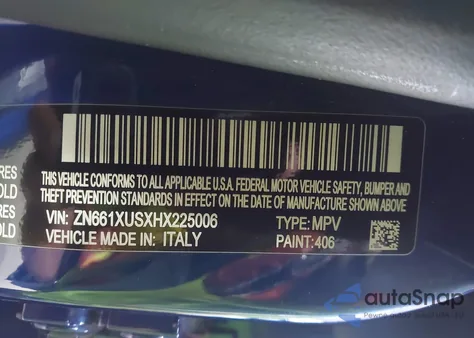 RES
OLD
RES
OLD
THIS VEHICLE CONFORMS TO ALL APPLICABLE U.S.A. FEDERAL MOTOR VEHICLE SAFETY, BUMPER AND
THEFT PREVENTION STANDARDS IN EFFECT ON THE DATE OF MANUFACTURE SHOWN ABOVE
VIN: ZN661XUSXHX225006 TYPE: MPV
VEHICLE MADE IN: ITALY PAINT: 406
autoSnap